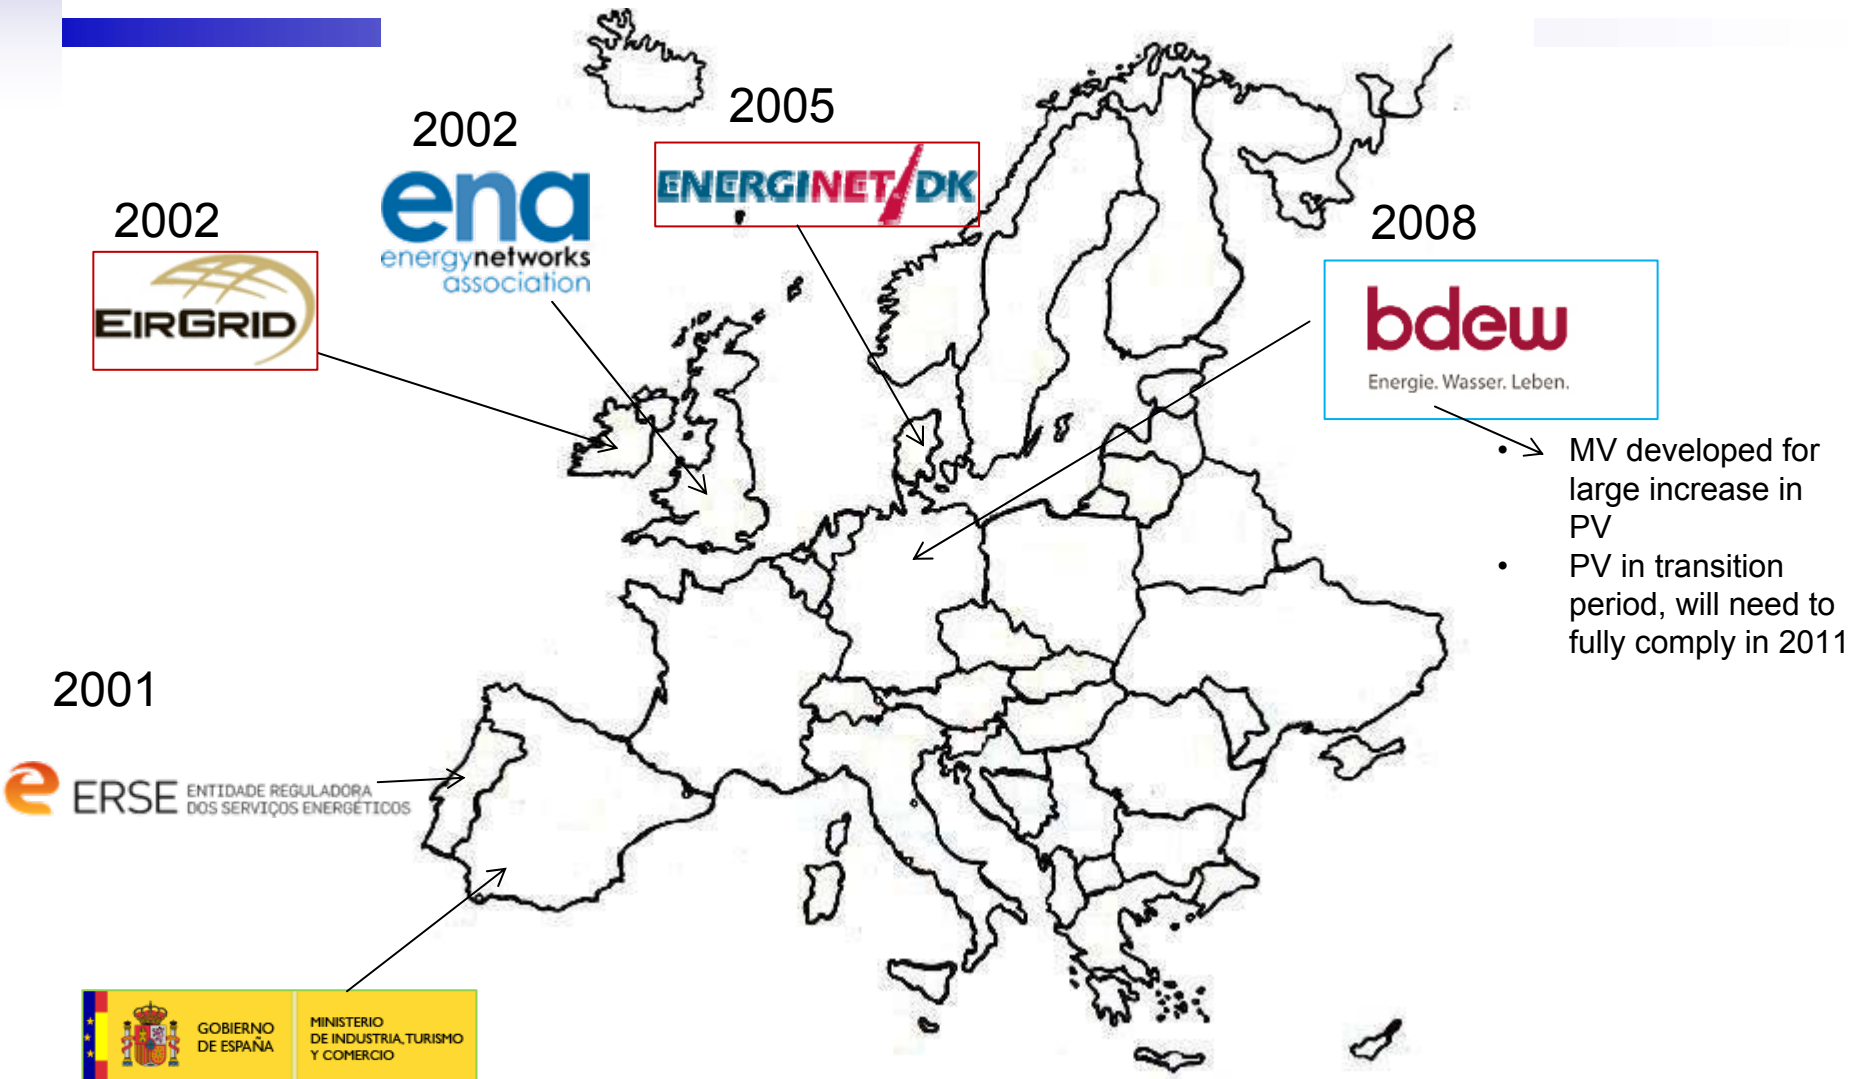 2005
2002
ENERGINET/DK
ena
energynetworks
association
2002
EIRGRID
2008
bdew
Energie. Wasser. Leben.
• MV developed for
large increase in
PV
• PV in transition
period, will need to
fully comply in 2011
2001
e
ERSE ENTIDADE REGULADORA
DOS SERVIÇOS ENERGÉTICOS
GOBIERNO
DE ESPAÑA
MINISTERIO
DE INDUSTRIA, TURISMO
Y COMERCIO